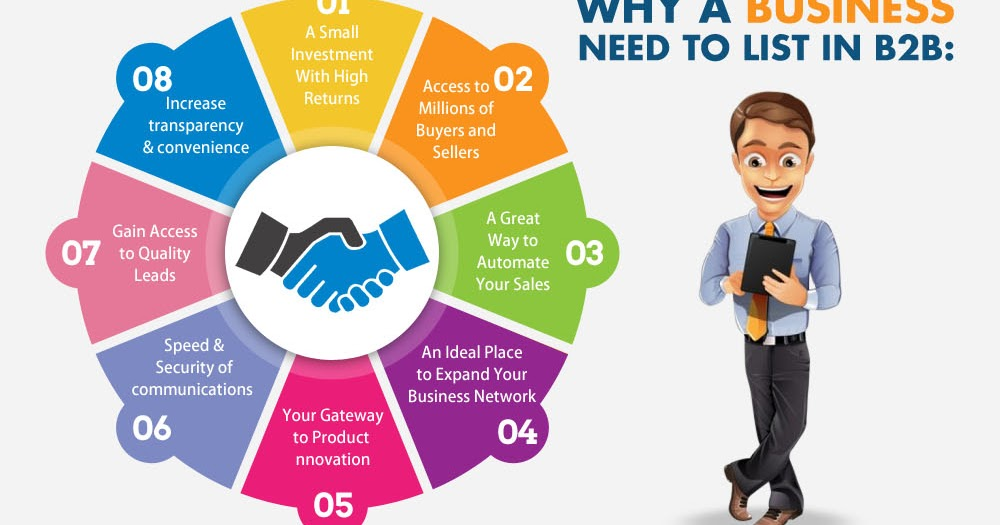 WHY A BUSINESS
NEED TO LIST IN B2B:
01
A Small
Investment
With High
Returns
02
Access to
Millions of
Buyers and
Sellers
03
A Great
Way to
Automate
Your Sales
04
An Ideal Place
to Expand Your
Business Network
05
Your Gateway
to Product
nnovation
06
Speed &
Security of
communications
07
Gain Access
to Quality
Leads
08
Increase
transparency
& convenience